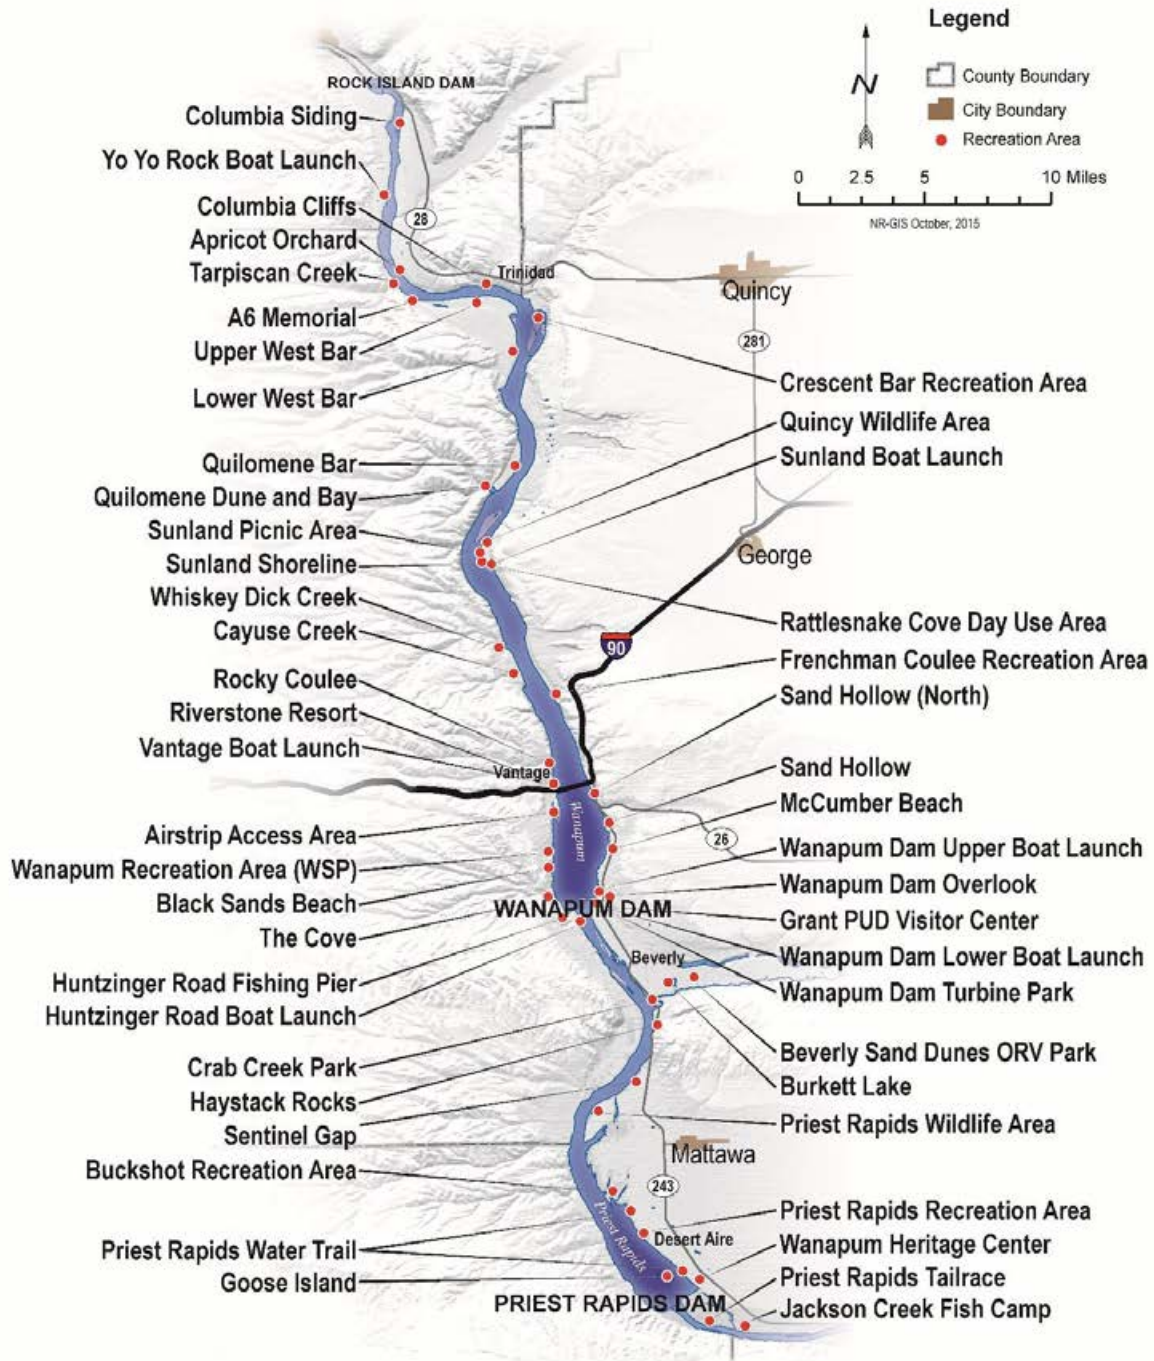 Legend
County Boundary
City Boundary
Recreation Area
N
0 2.5 5 10 Miles
NR-GIS October, 2015
ROCK ISLAND DAM
Columbia Siding
Yo Yo Rock Boat Launch
Columbia Cliffs
28
Apricot Orchard
Tarpiscan Creek
Trinidad
Quincy
A6 Memorial
281
Upper West Bar
Crescent Bar Recreation Area
Lower West Bar
Quincy Wildlife Area
Sunland Boat Launch
Quilomene Bar
Quilomene Dune and Bay
Sunland Picnic Area
George
Sunland Shoreline
Whiskey Dick Creek
Rattlesnake Cove Day Use Area
Cayuse Creek
90
Frenchman Coulee Recreation Area
Rocky Coulee
Sand Hollow (North)
Riverstone Resort
Vantage Boat Launch
Vantage
Sand Hollow
McCumber Beach
Wanapum
Airstrip Access Area
26
Wanapum Dam Upper Boat Launch
Wanapum Recreation Area (WSP)
Wanapum Dam Overlook
Black Sands Beach
WANAPUM DAM
Grant PUD Visitor Center
The Cove
Beverly
Wanapum Dam Lower Boat Launch
Huntzinger Road Fishing Pier
Wanapum Dam Turbine Park
Huntzinger Road Boat Launch
Beverly Sand Dunes ORV Park
Crab Creek Park
Burkett Lake
Haystack Rocks
Priest Rapids Wildlife Area
Sentinel Gap
Mattawa
Buckshot Recreation Area
243
Priest Rapids
Priest Rapids Recreation Area
Desert Aire
Priest Rapids Water Trail
Wanapum Heritage Center
Goose Island
Priest Rapids Tailrace
PRIEST RAPIDS DAM
Jackson Creek Fish Camp